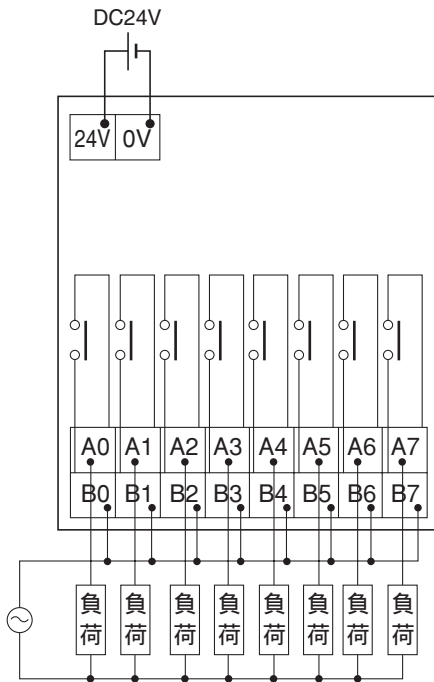 DC24V
24V 0V
A0 A1 A2 A3 A4 A5 A6 A7
B0 B1 B2 B3 B4 B5 B6 B7
負荷 負荷 負荷 負荷 負荷 負荷 負荷 負荷